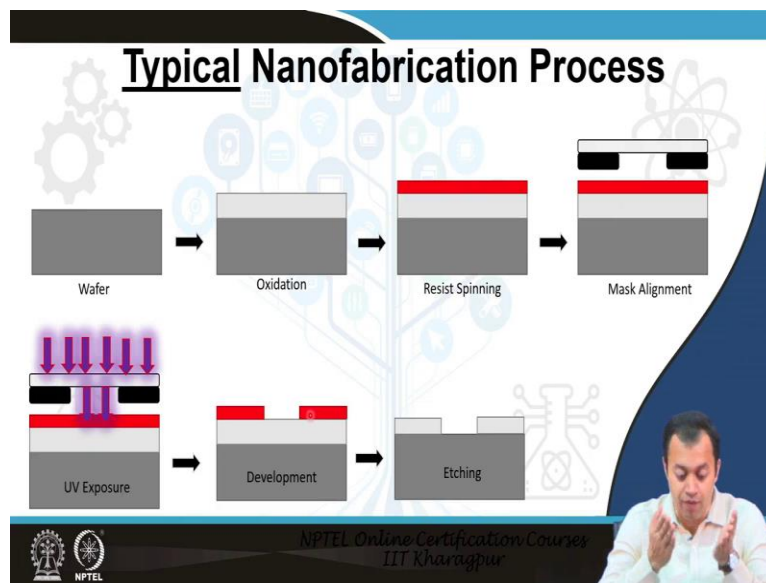 Typical Nanofabrication Process
Wafer
Oxidation
Resist Spinning
Mask Alignment
UV Exposure
Development
Etching
NPTEL Online Certification Courses
IIT Kharagpur
NPTEL